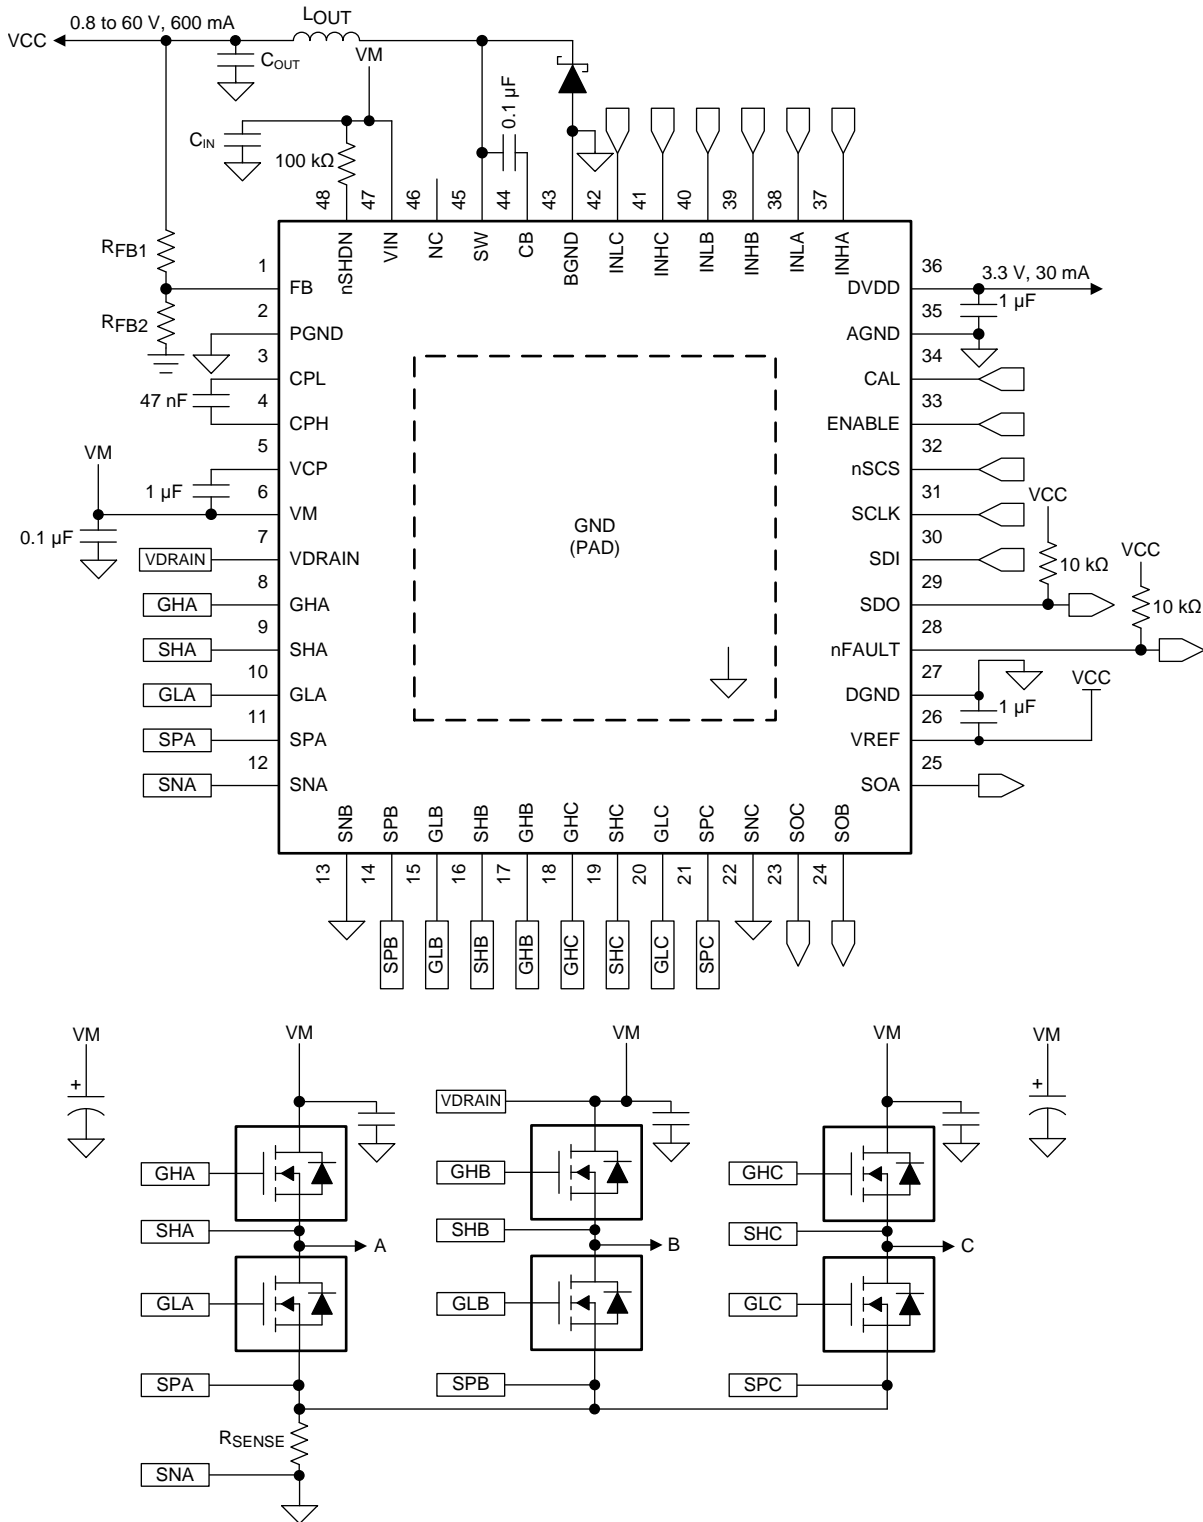 VCC
0.8 to 60 V, 600 mA
LOUT
COUT
VM
CIN
100 kΩ
0.1 µF
48
47
46
45
44
43
42
41
40
39
38
37
nSHDN
VIN
NC
SW
CB
BGND
INLC
INHC
INLB
INHB
INLA
INHA
RFB1
RFB2
1
FB
2
PGND
3
CPL
47 nF
4
CPH
5
VCP
VM
1 µF
6
VM
0.1 µF
7
VDRAIN
VDRAIN
8
GHA
GHA
9
SHA
SHA
10
GLA
GLA
11
SPA
SPA
12
SNA
SNA
GND
(PAD)
36
DVDD
3.3 V, 30 mA
1 µF
35
AGND
34
CAL
33
ENABLE
32
nSCS
31
SCLK
VCC
30
SDI
10 kΩ
VCC
29
SDO
10 kΩ
28
nFAULT
27
DGND
VCC
1 µF
26
VREF
25
SOA
SNB
SPB
GLB
SHB
GHB
GHC
SHC
GLC
SPC
SNC
SOC
SOB
13
14
15
16
17
18
19
20
21
22
23
24
SPB
GLB
SHB
GHB
GHC
SHC
GLC
SPC
VM
+
VM
VM
VM
VM
+
VDRAIN
GHA
GHB
GHC
SHA
SHB
SHC
A
B
C
GLA
GLB
GLC
SPA
SPB
SPC
RSENSE
SNA